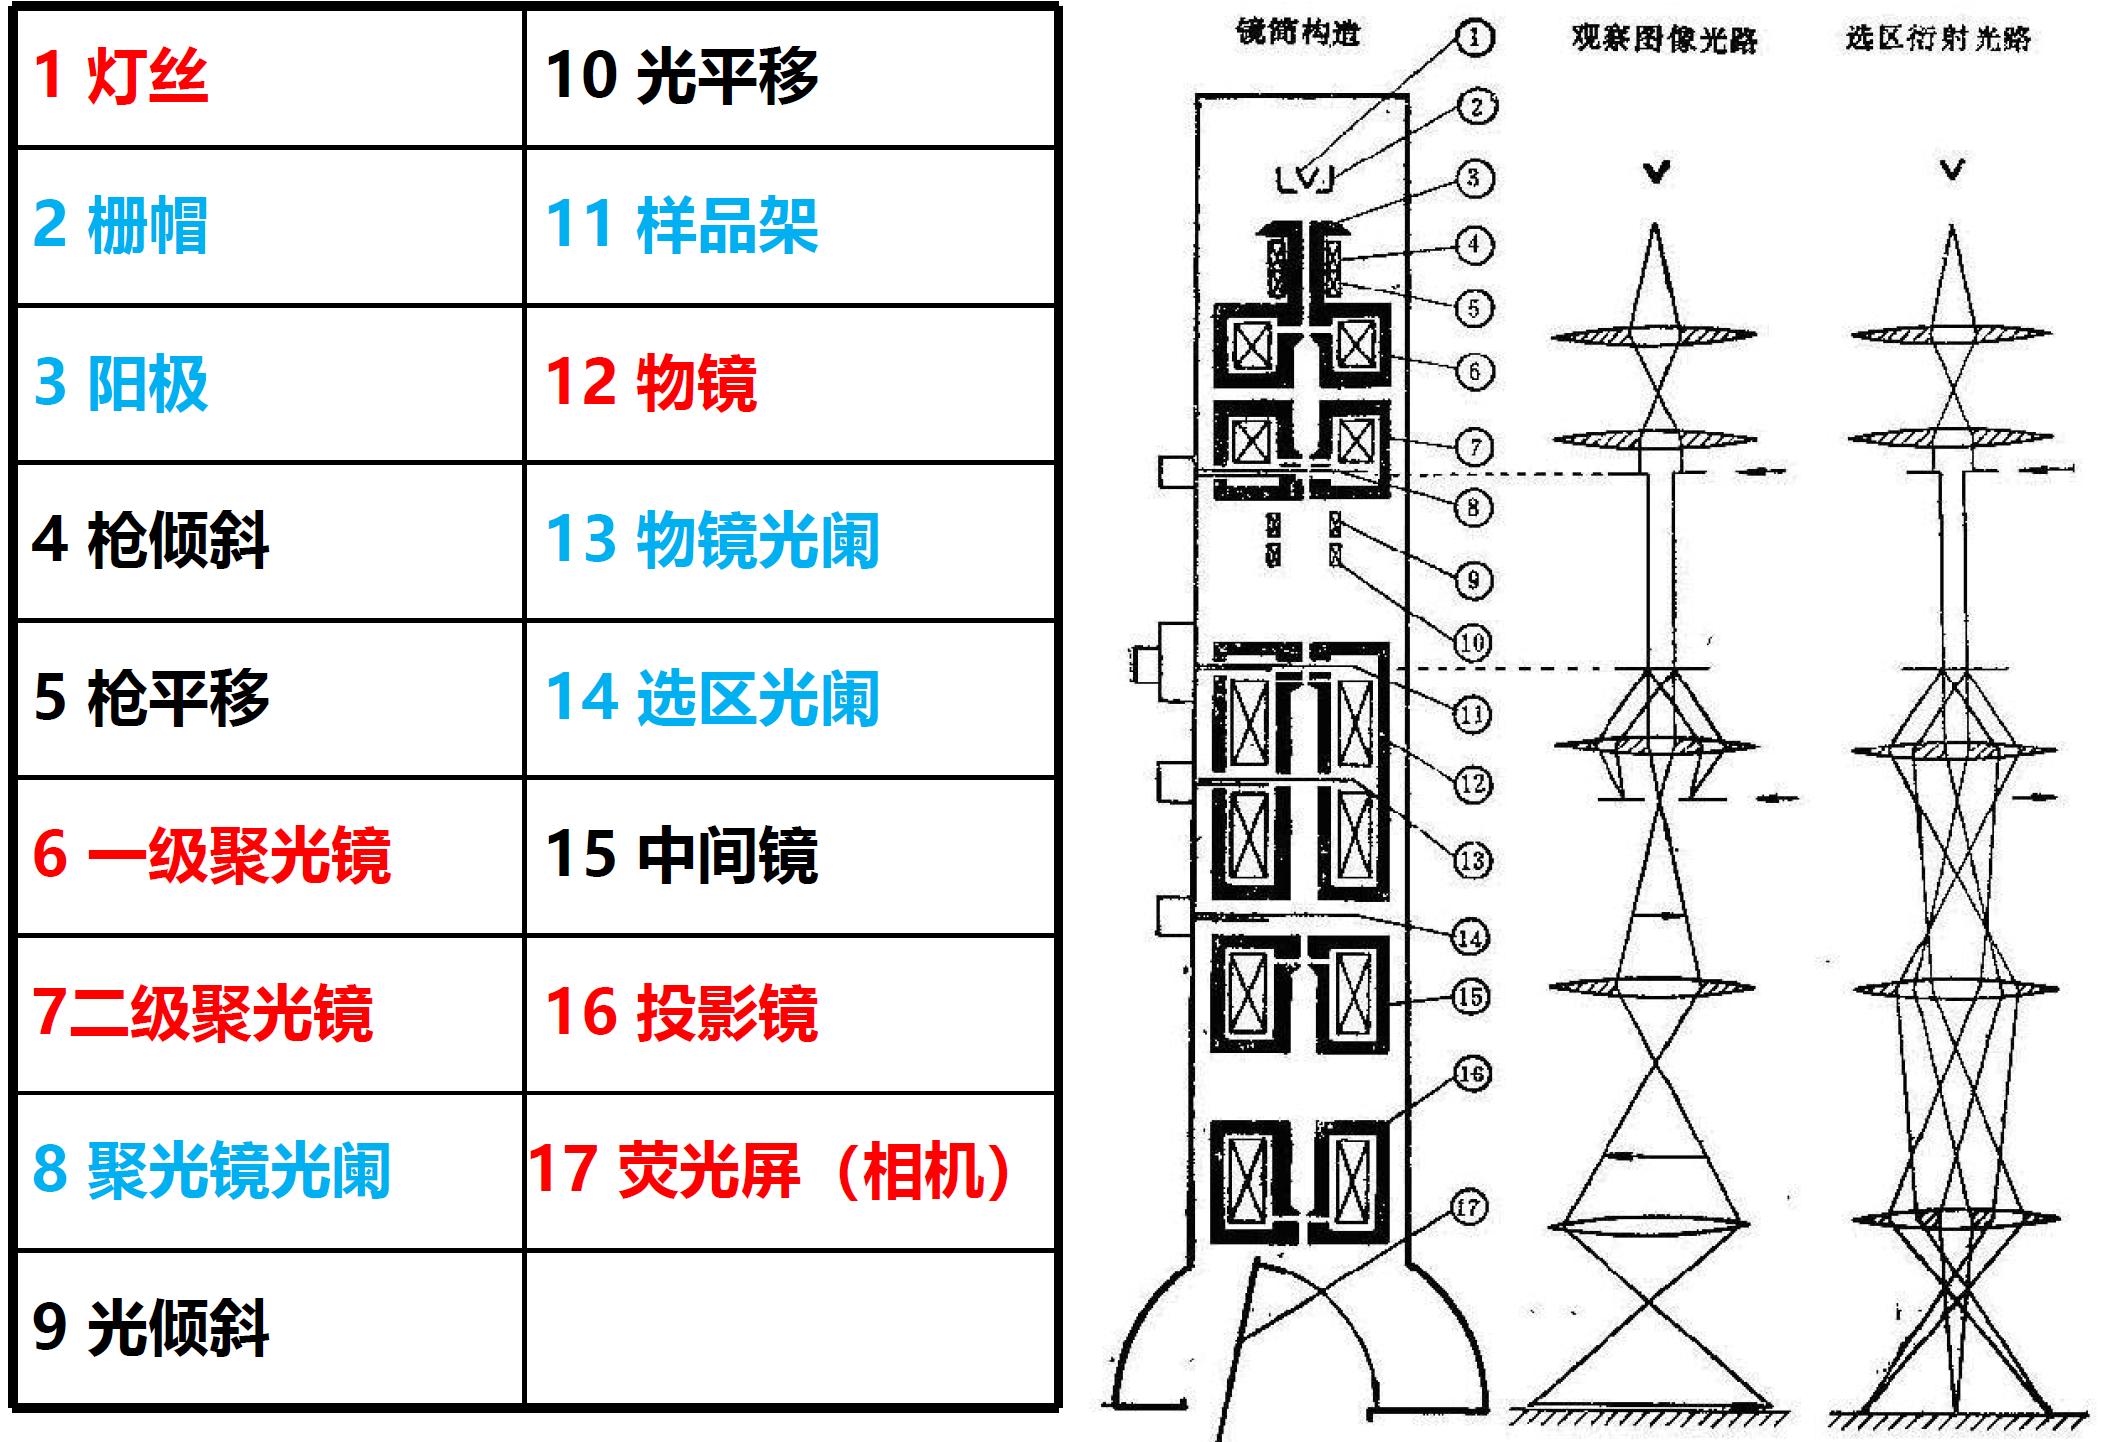 1 灯丝
10 光平移
2 栅帽
11 样品架
3 阳极
12 物镜
4 枪倾斜
13 物镜光阑
5 枪平移
14 选区光阑
6 一级聚光镜
15 中间镜
7二级聚光镜
16 投影镜
8 聚光镜光阑
17 荧光屏（相机）
9 光倾斜
镜筒构造
观察图像光路
选区衍射光路
1
2
3
4
5
6
7
8
9
10
11
12
13
14
15
16
17